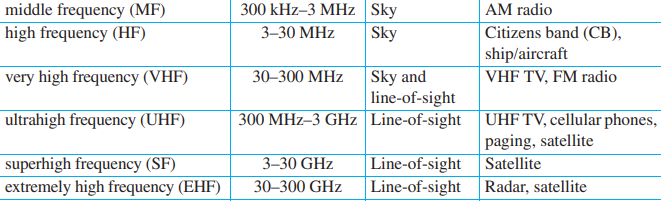 middle frequency (MF) 300 kHz–3 MHz Sky AM radio
high frequency (HF) 3–30 MHz Sky Citizens band (CB),
ship/aircraft
very high frequency (VHF) 30–300 MHz Sky and VHF TV, FM radio
line-of-sight
ultrahigh frequency (UHF) 300 MHz–3 GHz Line-of-sight UHF TV, cellular phones,
paging, satellite
superhigh frequency (SF) 3–30 GHz Line-of-sight Satellite
extremely high frequency (EHF) 30–300 GHz Line-of-sight Radar, satellite